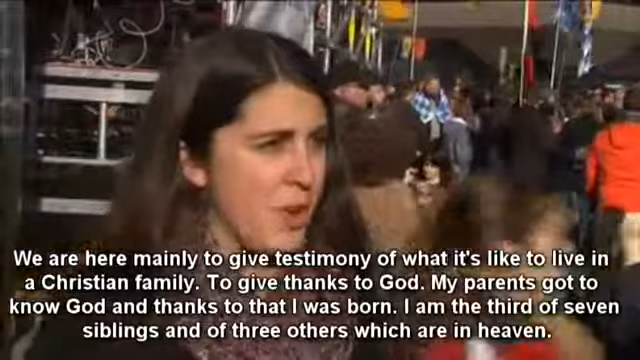 We are here mainly to give testimony of what it's like to live in
a Christian family. To give thanks to God. My parents got to
know God and thanks to that I was born. I am the third of seven
siblings and of three others which are in heaven.